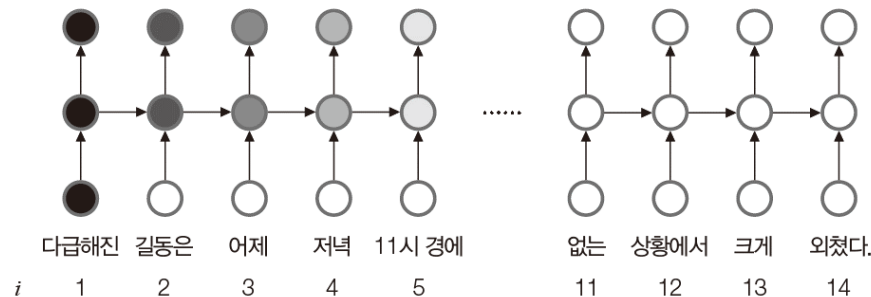 ......
다급해진 길동은 어제 저녁 11시 경에 없는 상황에서 크게 외쳤다.
i 1 2 3 4 5 11 12 13 14